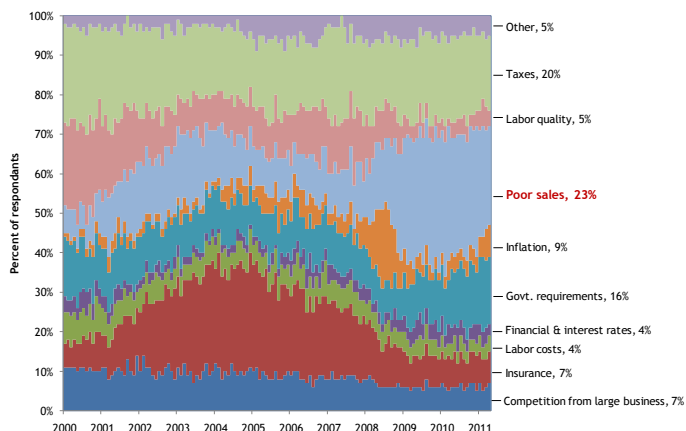 100%
90%
80%
70%
60%
50%
40%
30%
20%
10%
0%
Percent of respondants
2000 2001 2002 2003 2004 2005 2006 2007 2008 2009 2010 2011
Other, 5%
Taxes, 20%
Labor quality, 5%
Poor sales, 23%
Inflation, 9%
Govt. requirements, 16%
Financial & interest rates, 4%
Labor costs, 4%
Insurance, 7%
Competition from large business, 7%